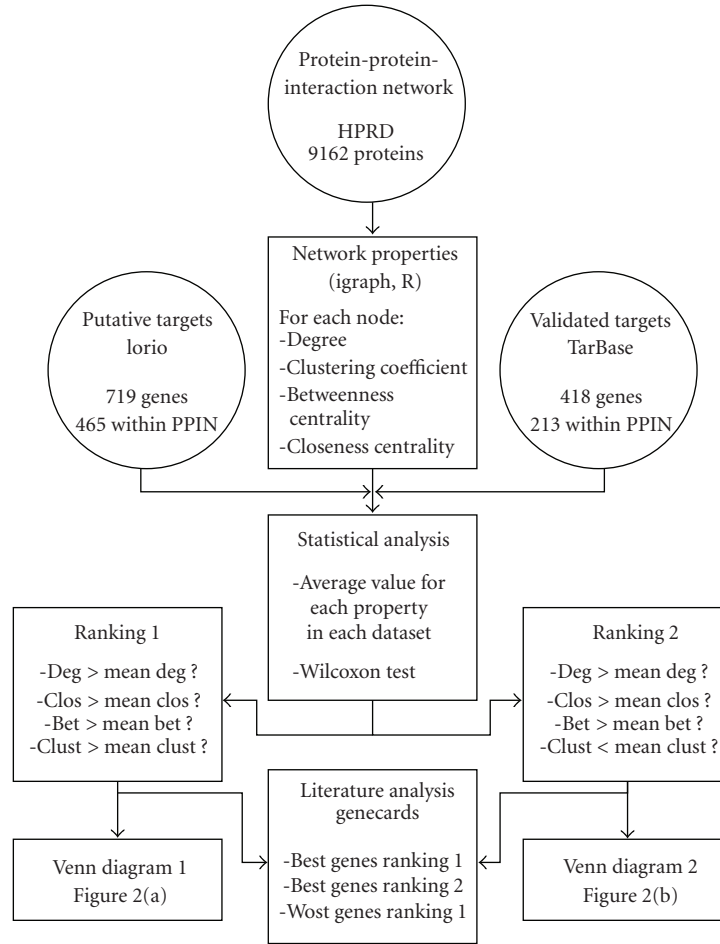 Protein-protein-
interaction network
HPRD
9162 proteins
Network properties
(igraph, R)
For each node:
-Degree
-Clustering coefficient
-Betweenness
centrality
-Closeness centrality
Putative targets
lorio
719 genes
465 within PPIN
Validated targets
TarBase
418 genes
213 within PPIN
Statistical analysis
-Average value for
each property
in each dataset
-Wilcoxon test
Ranking 1
-Deg > mean deg ?
-Clos > mean clos ?
-Bet > mean bet ?
-Clust > mean clust ?
Ranking 2
-Deg > mean deg ?
-Clos > mean clos ?
-Bet > mean bet ?
-Clust < mean clust ?
Literature analysis
genecards
-Best genes ranking 1
-Best genes ranking 2
-Wost genes ranking 1
Venn diagram 1
Figure 2(a)
Venn diagram 2
Figure 2(b)